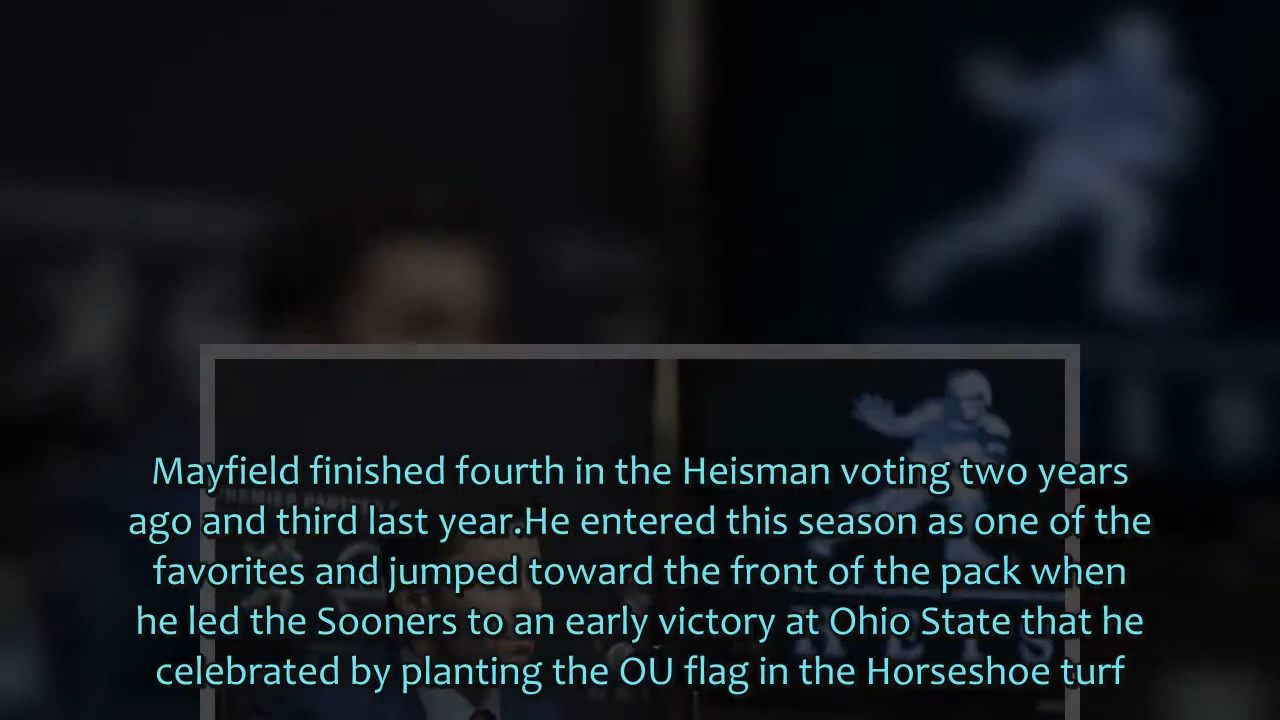 Mayfield finished fourth in the Heisman voting two years
ago and third last year.He entered this season as one of the
favorites and jumped toward the front of the pack when
he led the Sooners to an early victory at Ohio State that he
celebrated by planting the OU flag in the Horseshoe turf